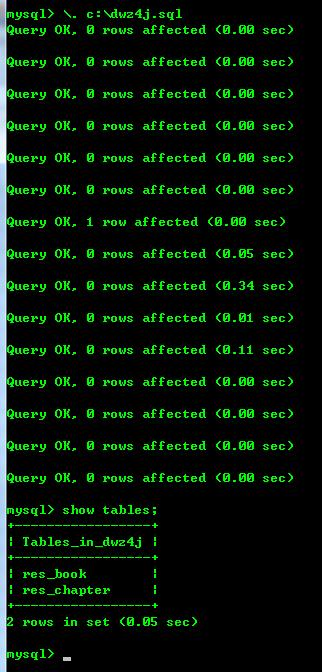 mysql> \. c:\dwz4j.sql
Query OK, 0 rows affected (0.00 sec)
Query OK, 0 rows affected (0.00 sec)
Query OK, 0 rows affected (0.00 sec)
Query OK, 0 rows affected (0.00 sec)
Query OK, 0 rows affected (0.00 sec)
Query OK, 0 rows affected (0.00 sec)
Query OK, 1 row affected (0.00 sec)
Query OK, 0 rows affected (0.05 sec)
Query OK, 0 rows affected (0.34 sec)
Query OK, 0 rows affected (0.01 sec)
Query OK, 0 rows affected (0.11 sec)
Query OK, 0 rows affected (0.00 sec)
Query OK, 0 rows affected (0.00 sec)
Query OK, 0 rows affected (0.00 sec)
Query OK, 0 rows affected (0.00 sec)
mysql> show tables;
+-----------------+
| Tables_in_dwz4j |
+-----------------+
| res_book        |
| res_chapter     |
+-----------------+
2 rows in set (0.05 sec)
mysql> _